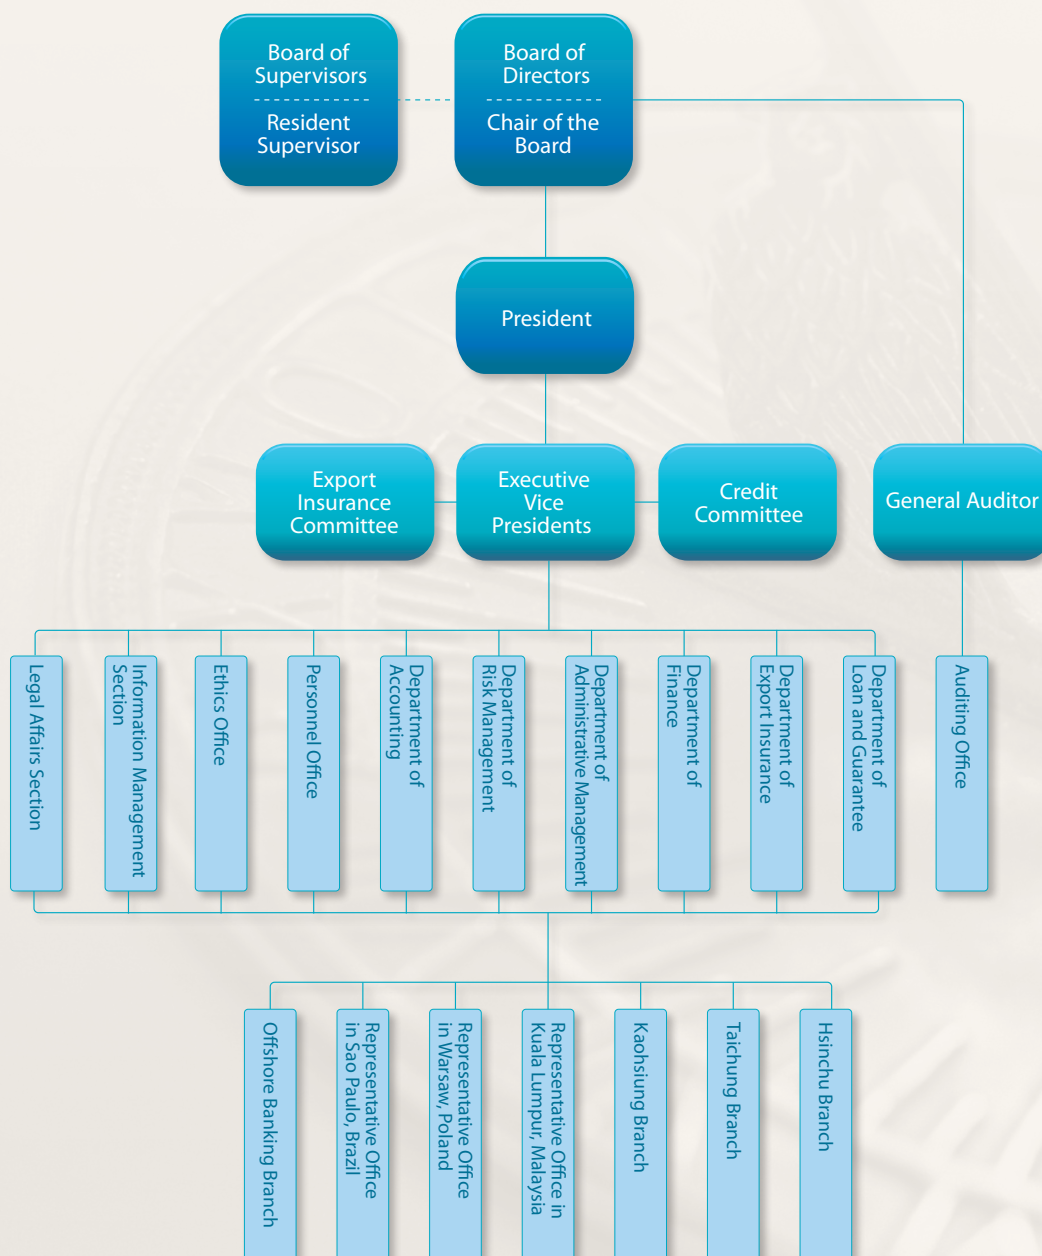 Board of
Supervisors
Resident
Supervisor
Board of
Directors
Chair of the
Board
President
Export
Insurance
Committee
Executive
Vice
Presidents
Credit
Committee
General Auditor
Legal Affairs Section
Information Management
Section
Ethics Office
Personnel Office
Department of
Accounting
Department of
Risk Management
Department of
Administrative Management
Department of
Finance
Department of
Export Insurance
Department of
Loan and Guarantee
Auditing Office
Offshore Banking Branch
Representative Office
in Sao Paulo, Brazil
Representative Office
in Warsaw, Poland
Representative Office in
Kuala Lumpur, Malaysia
Kaohsiung Branch
Taichung Branch
Hsinchu Branch